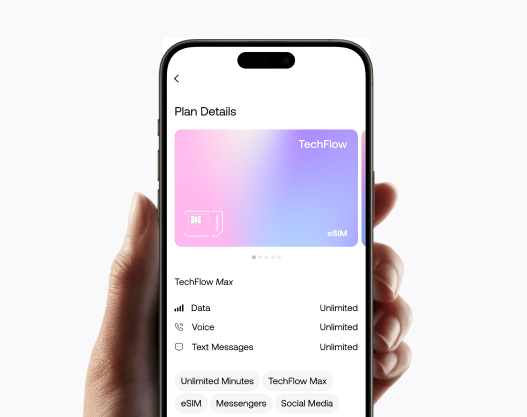 Plan Details
TechFlow
eSIM
TechFlow Max
Data Unlimited
Voice Unlimited
Text Messages Unlimited
Unlimited Minutes TechFlow Max
eSIM Messengers Social Media